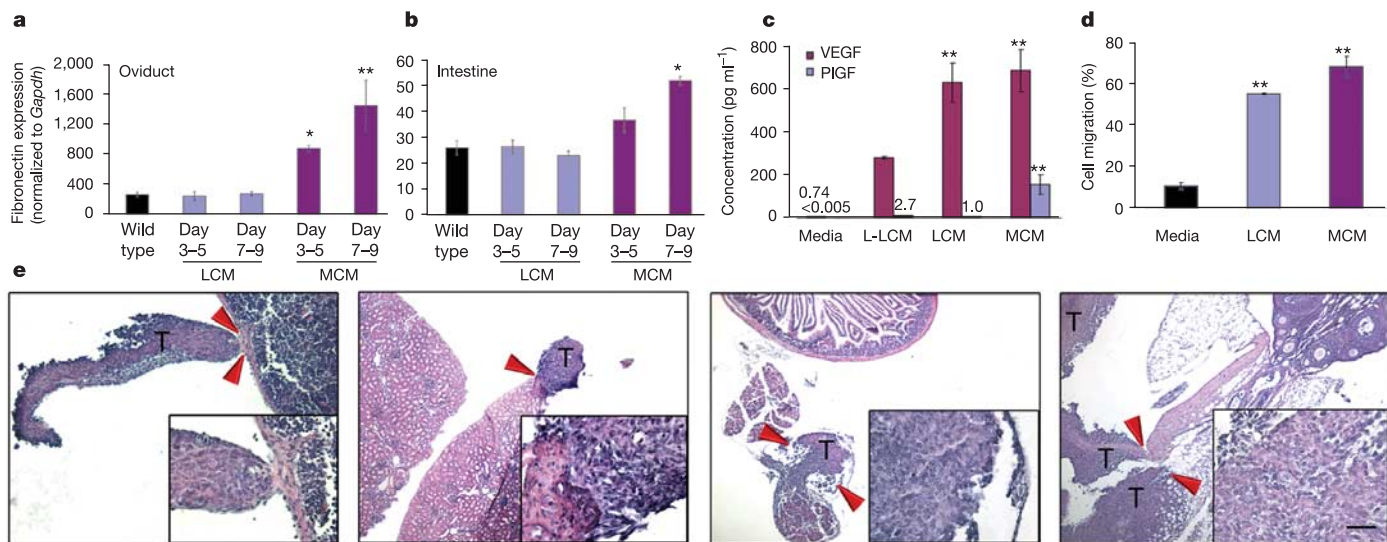 a
Fibronectin expression
(normalized to Gapdh)
2,000
1,600
1,200
800
400
0
Oviduct
*
**
Wild type
Day 3–5
Day 7–9
Day 3–5
Day 7–9
LCM
MCM
b
60
50
40
30
20
10
0
Intestine
*
Wild type
Day 3–5
Day 7–9
Day 3–5
Day 7–9
LCM
MCM
c
Concentration (pg ml⁻¹)
800
600
400
200
0
VEGF
PlGF
**
**
**
0.74
<0.005
2.7
1.0
Media
L-LCM
LCM
MCM
d
Cell migration (%)
80
60
40
20
0
**
**
Media
LCM
MCM
e
T
T
T
T
T
T